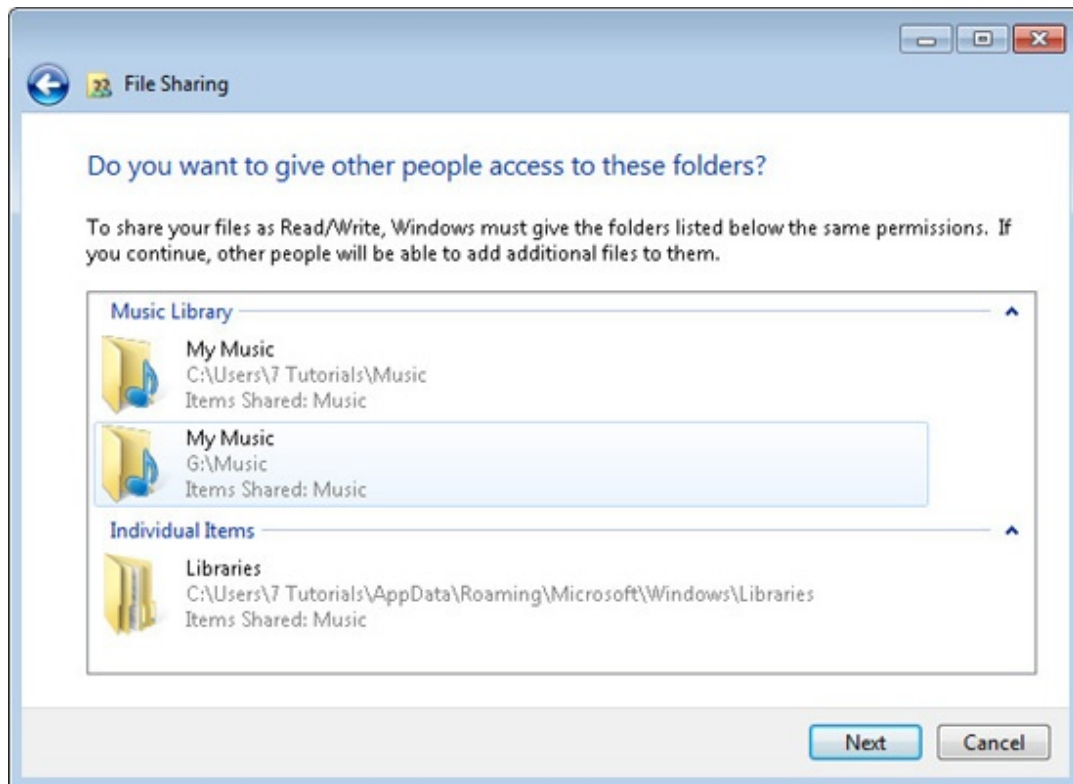 File Sharing
Do you want to give other people access to these folders?
To share your files as Read/Write, Windows must give the folders listed below the same permissions. If
you continue, other people will be able to add additional files to them.
Music Library
My Music
C:\Users\7 Tutorials\Music
Items Shared: Music
My Music
G:\Music
Items Shared: Music
Individual Items
Libraries
C:\Users\7 Tutorials\AppData\Roaming\Microsoft\Windows\Libraries
Items Shared: Music
Next
Cancel